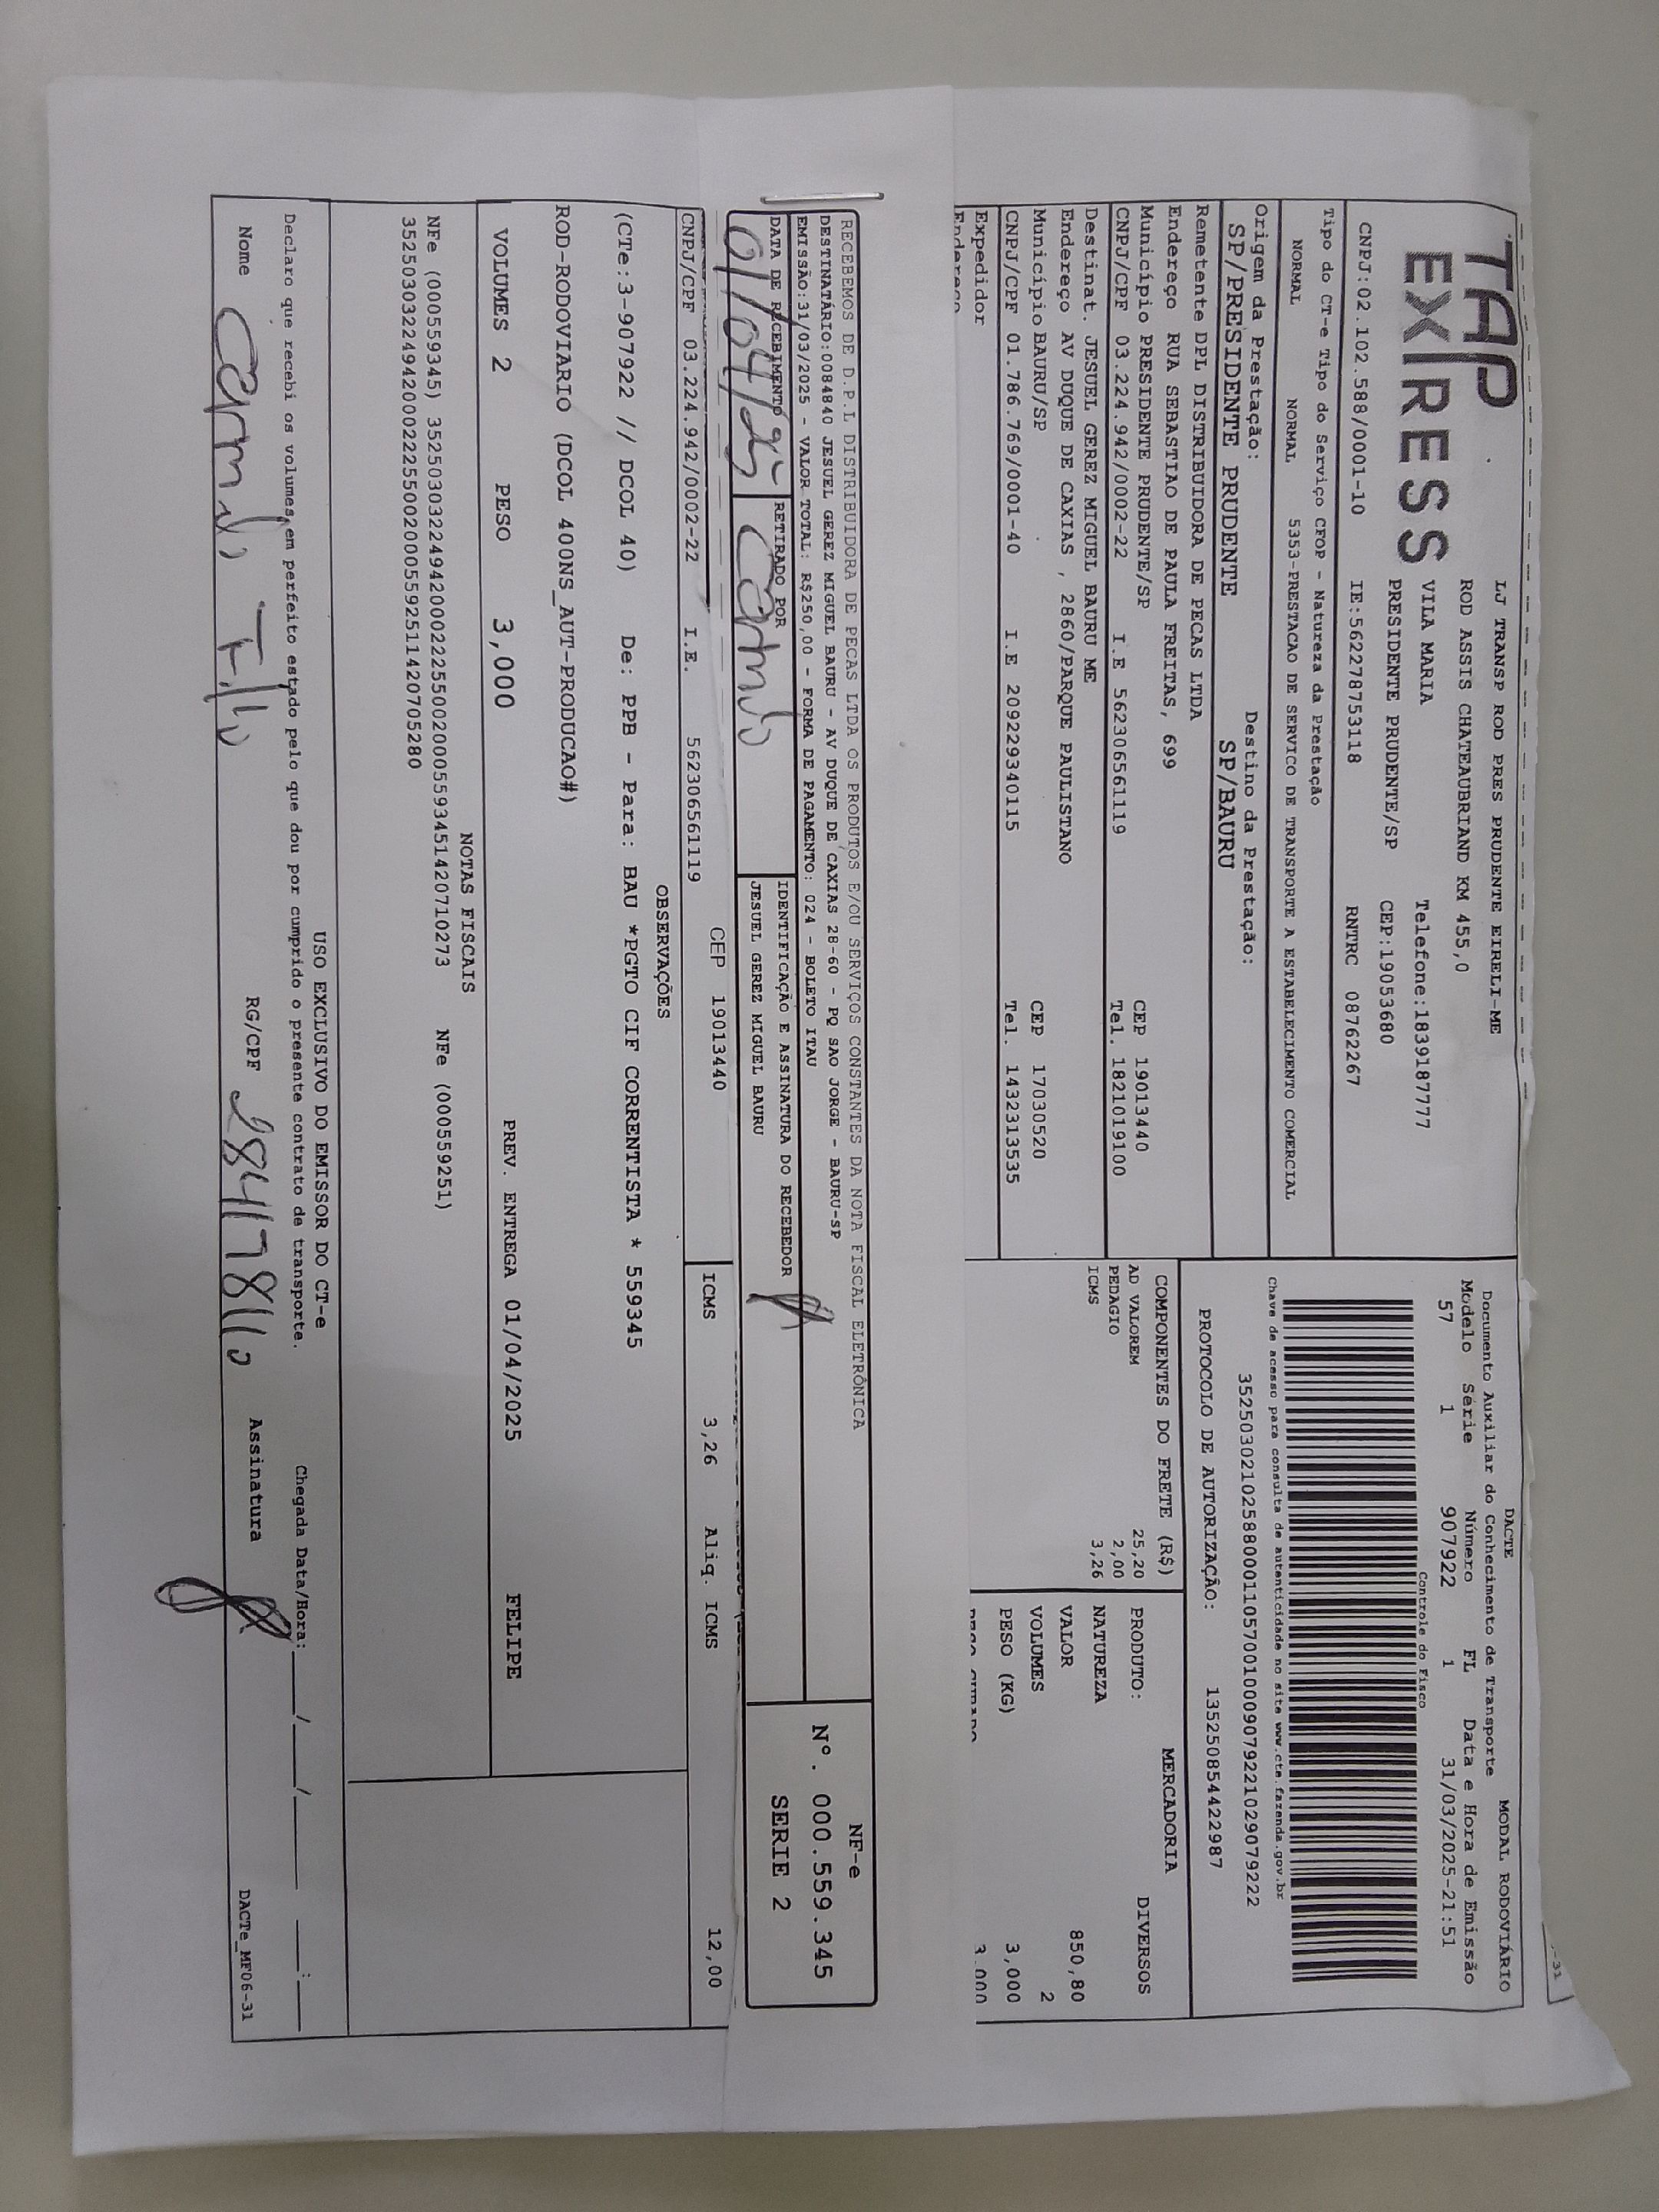 TAP
EXPRESS
LJ TRANSP ROD PRES PRUDENTE EIRELI-ME
ROD ASSIS CHATEAUBRIAND KM 455,0
VILA MARIA Telefone:1839187777
PRESIDENTE PRUDENTE/SP CEP:19053680
CNPJ:02.102.588/0001-10 IE:562278753118 RNTRC 08762267
Tipo do CT-e Tipo do Serviço CFOP - Natureza da Prestação
NORMAL NORMAL 5353-PRESTACAO DE SERVICO DE TRANSPORTE A ESTABELECIMENTO COMERCIAL
Origem da Prestação: Destino da Prestação:
SP/PRESIDENTE PRUDENTE SP/BAURU
Remetente DPL DISTRIBUIDORA DE PECAS LTDA
Endereço RUA SEBASTIAO DE PAULA FREITAS, 699
Município PRESIDENTE PRUDENTE/SP CEP 19013440
CNPJ/CPF 03.224.942/0002-22 I.E 562306561119 Tel. 1821019100
Destinat. JESUEL GEREZ MIGUEL BAURU ME
Endereço AV DUQUE DE CAXIAS , 2860/PARQUE PAULISTANO
Município BAURU/SP CEP 17030520
CNPJ/CPF 01.786.769/0001-40 I.E 209229340115 Tel. 1432313535
Expedidor
Endereço
DACTE MODAL RODOVIÁRIO
Documento Auxiliar do Conhecimento de Transporte
Modelo Série Número FL Data e Hora de Emissão
57 1 907922 1 31/03/2025-21:51
Controle do Fisco
Chave de acesso para consulta de autenticidade no site www.cte.fazenda.gov.br
35250302102588000110570010009079221029079222
PROTOCOLO DE AUTORIZAÇÃO: 135250854422987
COMPONENTES DO FRETE (R$)
AD VALOREM 25,20
PEDAGIO 2,00
ICMS 3,26
MERCADORIA
PRODUTO: DIVERSOS
NATUREZA
VALOR 850,80
VOLUMES 2
PESO (KG) 3,000
3.000
RECEBEMOS DE D.P.L DISTRIBUIDORA DE PECAS LTDA OS PRODUTOS E/OU SERVIÇOS CONSTANTES DA NOTA FISCAL ELETRÔNICA
DESTINATÁRIO:0084840 JESUEL GEREZ MIGUEL BAURU - AV DUQUE DE CAXIAS 28-60 - PQ SAO JORGE - BAURU-SP
EMISSÃO:31/03/2025 - VALOR TOTAL: R$250,00 - FORMA DE PAGAMENTO: 024 - BOLETO ITAU
DATA DE RECEBIMENTO RETIRADO POR IDENTIFICAÇÃO E ASSINATURA DO RECEBEDOR
01/04/25 JESUEL GEREZ MIGUEL BAURU
NF-e
Nº. 000.559.345
SERIE 2
CEP 19013440
CNPJ/CPF 03.224.942/0002-22 I.E. 562306561119
ICMS 3,26 Aliq. ICMS 12,00
OBSERVAÇÕES
(CTe:3-907922 // DCOL 40) De: PPB - Para: BAU *PGTO CIF CORRENTISTA * 559345
ROD-RODOVIARIO (DCOL 400NS_AUT-PRODUCAO#)
VOLUMES 2 PESO 3,000 PREV. ENTREGA 01/04/2025 FELIPE
NOTAS FISCAIS
NFe (000559345) 35250303224942000222550020005593451420710273 NFe (000559251)
35250303224942000222550020005592511420705280
USO EXCLUSIVO DO EMISSOR DO CT-e
Declaro que recebi os volumes em perfeito estado pelo que dou por cumprido o presente contrato de transporte. Chegada Data/Hora: ___/___/___ __:__
Nome RG/CPF Assinatura
DACTe_MF06-31